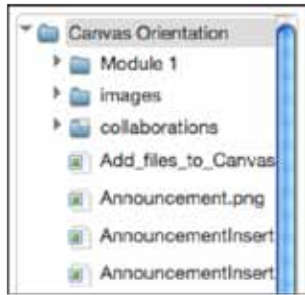 Canvas Orientation
Module 1
images
collaborations
Add_files_to_Canvas
Announcement.png
AnnouncementInsert
AnnouncementInsert